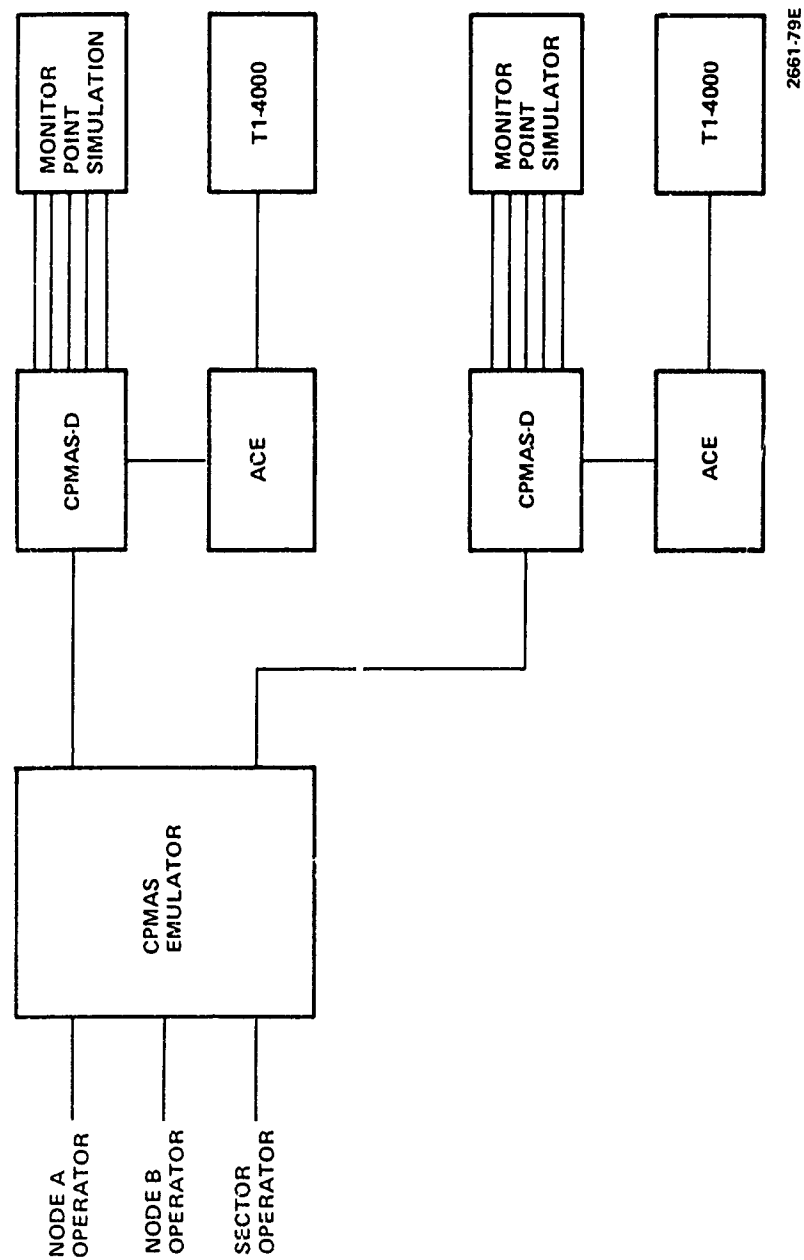 NODE A
OPERATOR
NODE B
OPERATOR
SECTOR
OPERATOR
CPMAS
EMULATOR
CPMAS-D
ACE
MONITOR
POINT
SIMULATION
T1-4000
CPMAS-D
ACE
MONITOR
POINT
SIMULATOR
T1-4000
2661-79E